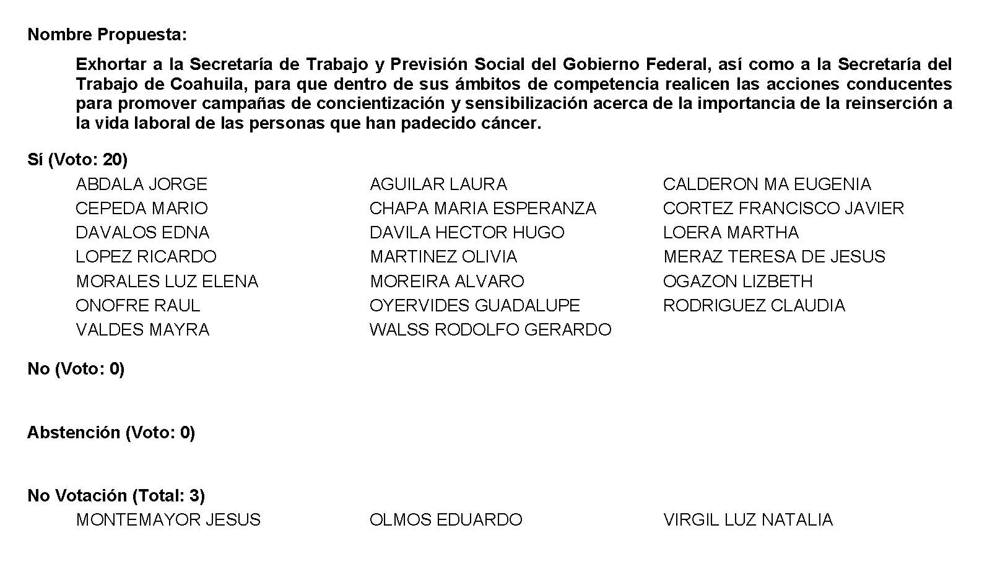 Nombre Propuesta:
Exhortar a la Secretaría de Trabajo y Previsión Social del Gobierno Federal, así como a la Secretaría del
Trabajo de Coahuila, para que dentro de sus ámbitos de competencia realicen las acciones conducentes
para promover campañas de concientización y sensibilización acerca de la importancia de la reinserción a
la vida laboral de las personas que han padecido cáncer.
Sí (Voto: 20)
ABDALA JORGE AGUILAR LAURA CALDERON MA EUGENIA
CEPEDA MARIO CHAPA MARIA ESPERANZA CORTEZ FRANCISCO JAVIER
DAVALOS EDNA DAVILA HECTOR HUGO LOERA MARTHA
LOPEZ RICARDO MARTINEZ OLIVIA MERAZ TERESA DE JESUS
MORALES LUZ ELENA MOREIRA ALVARO OGAZON LIZBETH
ONOFRE RAUL OYERVIDES GUADALUPE RODRIGUEZ CLAUDIA
VALDES MAYRA WALSS RODOLFO GERARDO
No (Voto: 0)
Abstención (Voto: 0)
No Votación (Total: 3)
MONTEMAYOR JESUS OLMOS EDUARDO VIRGIL LUZ NATALIA